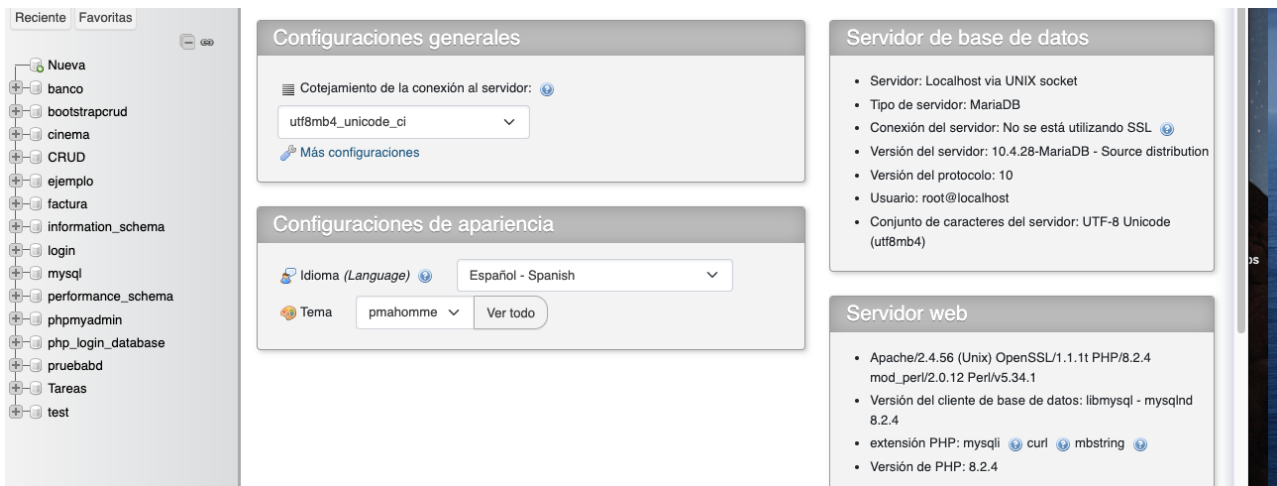 Reciente Favoritas
Nueva
banco
bootstrapcrud
cinema
CRUD
ejemplo
factura
information_schema
login
mysql
performance_schema
phpmyadmin
php_login_database
pruebabd
Tareas
test
Configuraciones generales
Cotejamiento de la conexión al servidor:
utf8mb4_unicode_ci
Más configuraciones
Configuraciones de apariencia
Idioma (Language) Español - Spanish
Tema pmahomme Ver todo
Servidor de base de datos
Servidor: Localhost via UNIX socket
Tipo de servidor: MariaDB
Conexión del servidor: No se está utilizando SSL
Versión del servidor: 10.4.28-MariaDB - Source distribution
Versión del protocolo: 10
Usuario: root@localhost
Conjunto de caracteres del servidor: UTF-8 Unicode
(utf8mb4)
Servidor web
Apache/2.4.56 (Unix) OpenSSL/1.1.1t PHP/8.2.4
mod_perl/2.0.12 Perl/v5.34.1
Versión del cliente de base de datos: libmysql - mysqlnd
8.2.4
extensión PHP: mysqli curl mbstring
Versión de PHP: 8.2.4